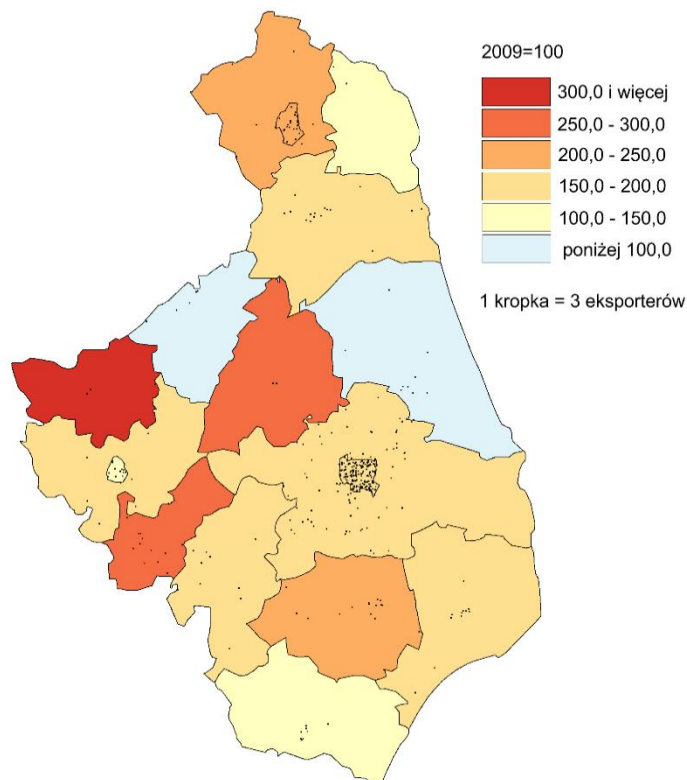 2009=100
300,0 i więcej
250,0 - 300,0
200,0 - 250,0
150,0 - 200,0
100,0 - 150,0
poniżej 100,0
1 kropka = 3 eksporterów